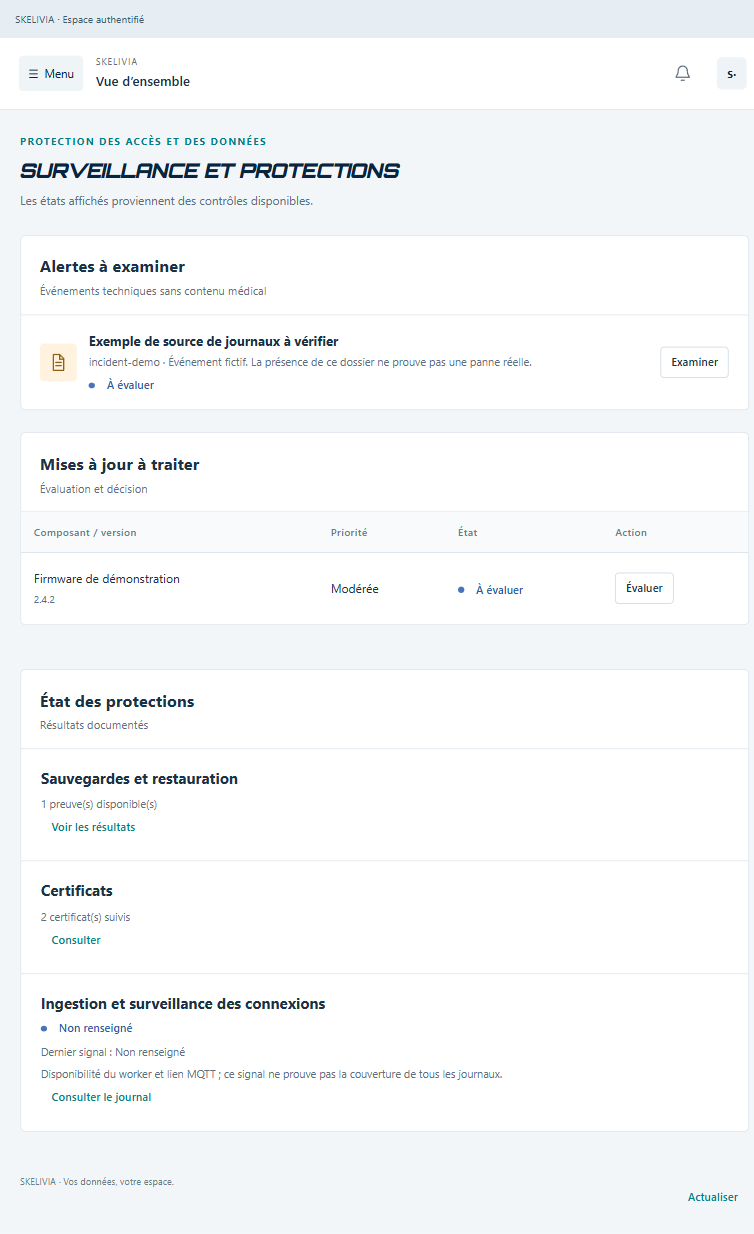 SKELIVIA · Espace authentifié
☰ Menu
SKELIVIA
Vue d’ensemble
S·
PROTECTION DES ACCÈS ET DES DONNÉES
SURVEILLANCE ET PROTECTIONS
Les états affichés proviennent des contrôles disponibles.
Alertes à examiner
Événements techniques sans contenu médical
Exemple de source de journaux à vérifier
incident-demo · Événement fictif. La présence de ce dossier ne prouve pas une panne réelle.
À évaluer
Examiner
Mises à jour à traiter
Évaluation et décision
Composant / version Priorité État Action
Firmware de démonstration
2.4.2
Modérée
À évaluer
Évaluer
État des protections
Résultats documentés
Sauvegardes et restauration
1 preuve(s) disponible(s)
Voir les résultats
Certificats
2 certificat(s) suivis
Consulter
Ingestion et surveillance des connexions
Non renseigné
Dernier signal : Non renseigné
Disponibilité du worker et lien MQTT ; ce signal ne prouve pas la couverture de tous les journaux.
Consulter le journal
SKELIVIA · Vos données, votre espace.
Actualiser